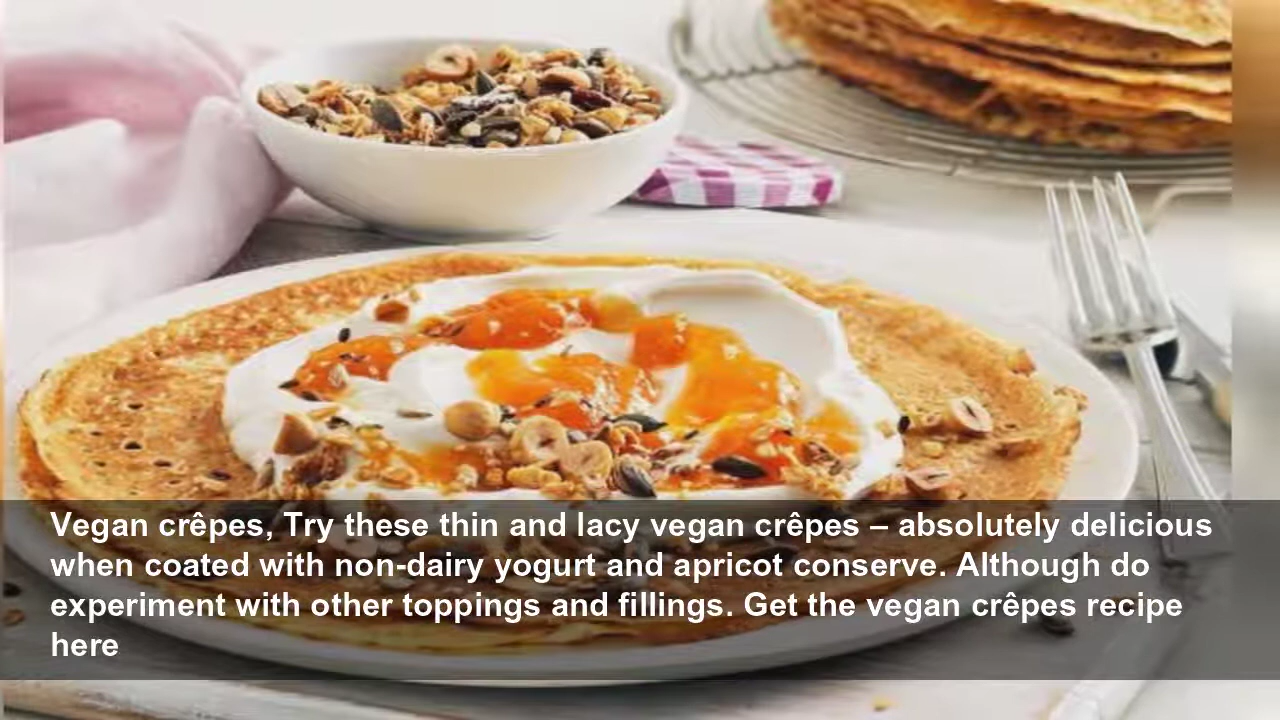 Vegan crêpes, Try these thin and lacy vegan crêpes – absolutely delicious
when coated with non-dairy yogurt and apricot conserve. Although do
experiment with other toppings and fillings. Get the vegan crêpes recipe
here